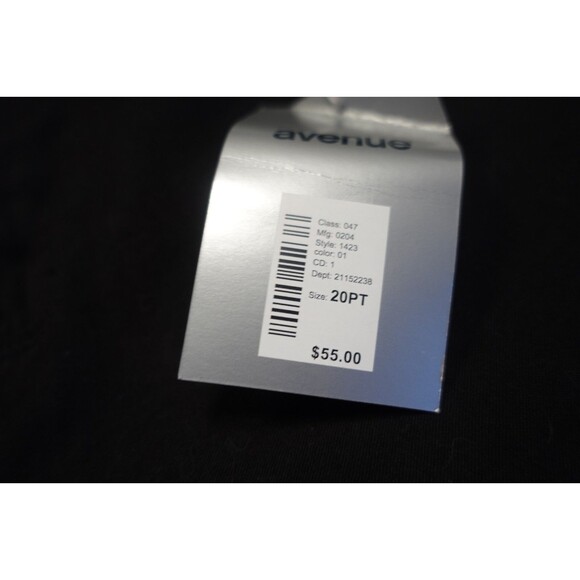 avenue
Class: 047
Mfg: 0204
Style: 1423
color: 01
CD: 1
Dept: 21152238
Size: 20PT
$55.00